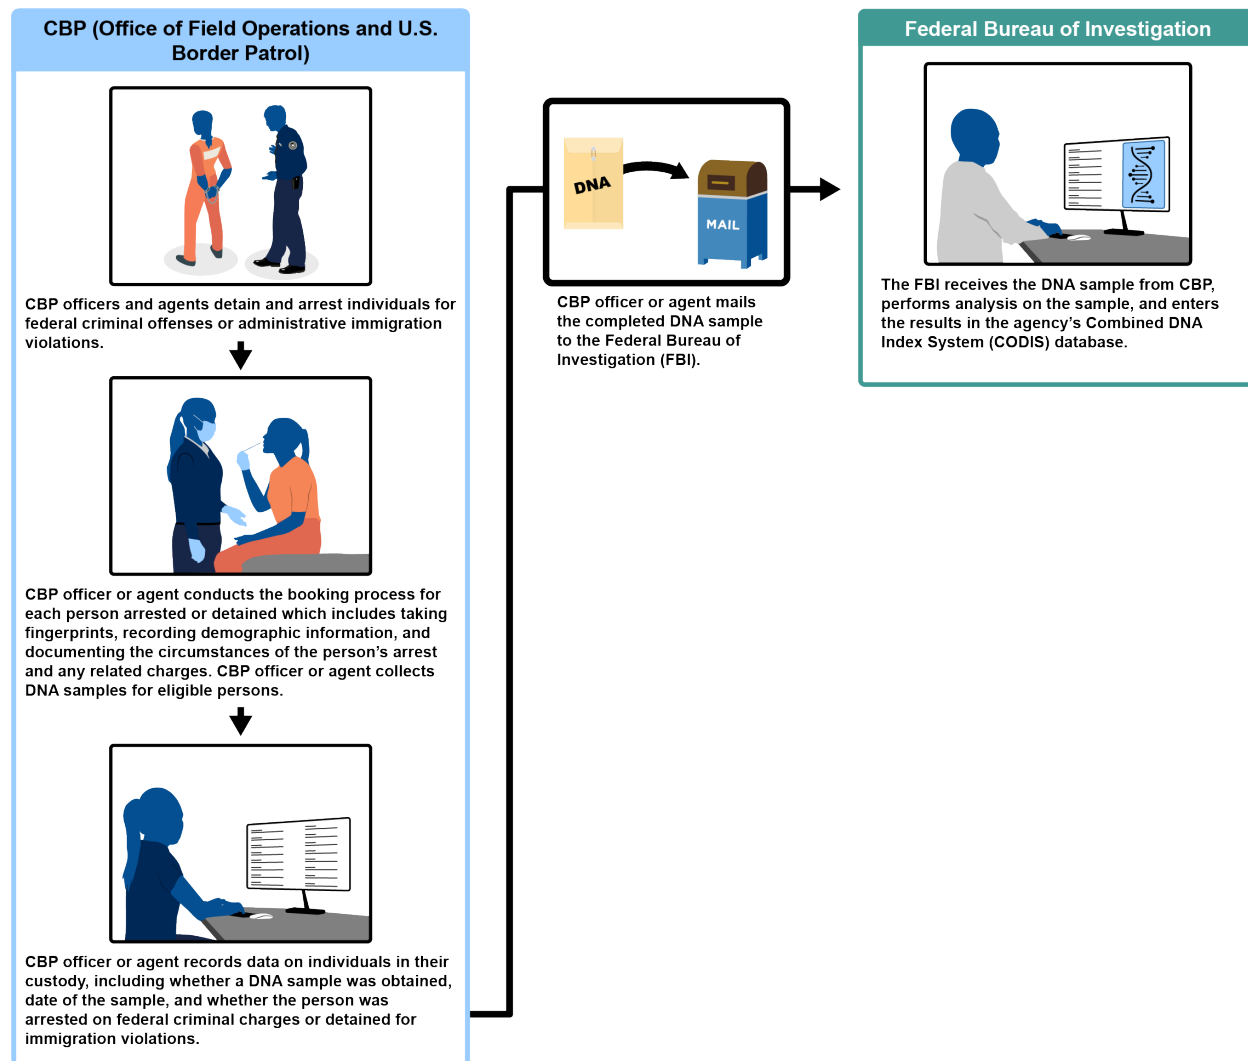 CBP (Office of Field Operations and U.S.
Border Patrol)
CBP officers and agents detain and arrest individuals for
federal criminal offenses or administrative immigration
violations.
CBP officer or agent conducts the booking process for
each person arrested or detained which includes taking
fingerprints, recording demographic information, and
documenting the circumstances of the person’s arrest
and any related charges. CBP officer or agent collects
DNA samples for eligible persons.
CBP officer or agent records data on individuals in their
custody, including whether a DNA sample was obtained,
date of the sample, and whether the person was
arrested on federal criminal charges or detained for
immigration violations.
DNA
MAIL
CBP officer or agent mails
the completed DNA sample
to the Federal Bureau of
Investigation (FBI).
Federal Bureau of Investigation
The FBI receives the DNA sample from CBP,
performs analysis on the sample, and enters
the results in the agency’s Combined DNA
Index System (CODIS) database.